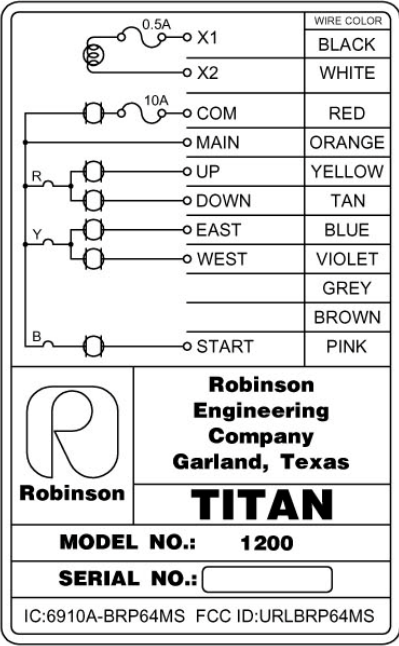 WIRE COLOR
0.5A X1 BLACK
X2 WHITE
10A COM RED
MAIN ORANGE
R UP YELLOW
DOWN TAN
Y EAST BLUE
WEST VIOLET
GREY
BROWN
B START PINK
Robinson
Robinson
Engineering
Company
Garland, Texas
TITAN
MODEL NO.: 1200
SERIAL NO.:
IC:6910A-BRP64MS FCC ID:URLBRP64MS